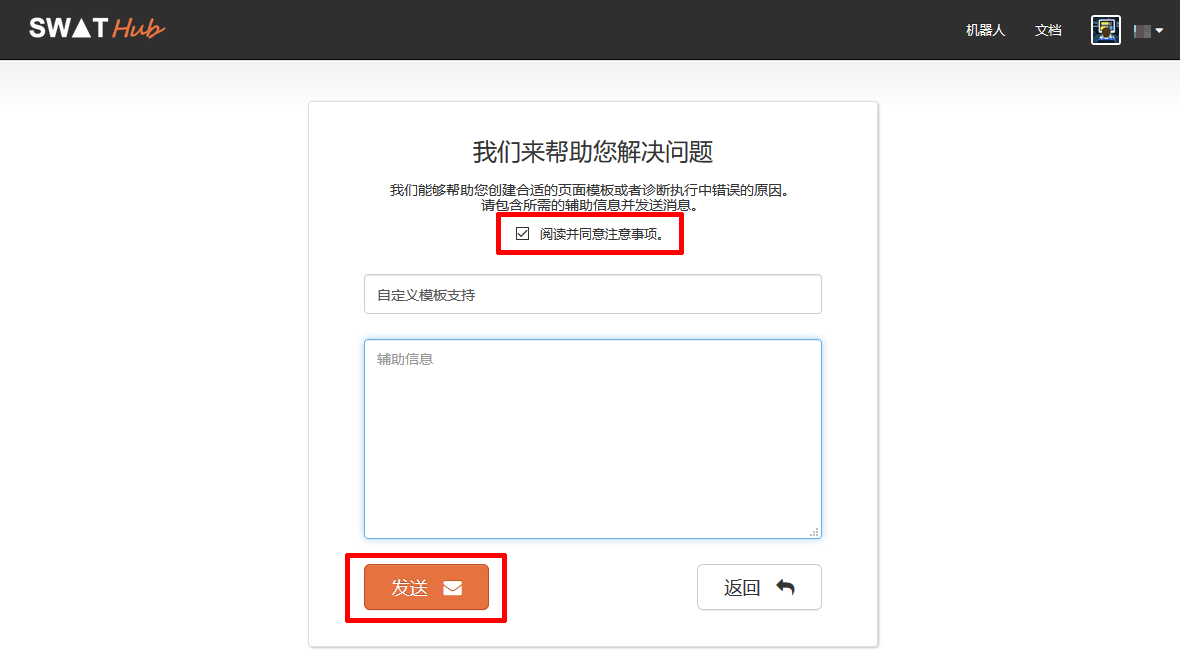 SWAT Hub
机器人
文档
我们来帮助您解决问题
我们能够帮助您创建合适的页面模板或者诊断执行中错误的原因。
请包含所需的辅助信息并发送消息。
阅读并同意注意事项。
自定义模板支持
辅助信息
发送
返回